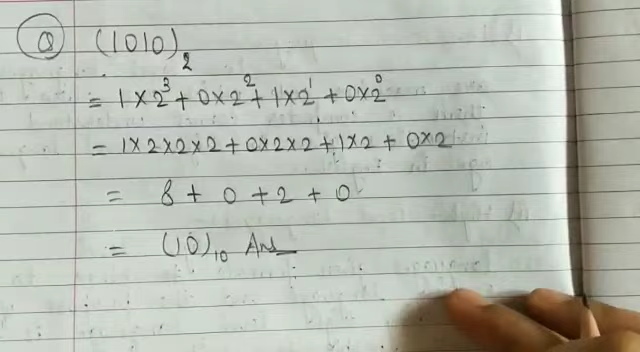 Q (1010)₂
= 1×2³ + 0×2² + 1×2¹ + 0×2⁰
= 1×2×2×2 + 0×2×2 + 1×2 + 0×2
= 8 + 0 + 2 + 0
= (10)₁₀ Ans